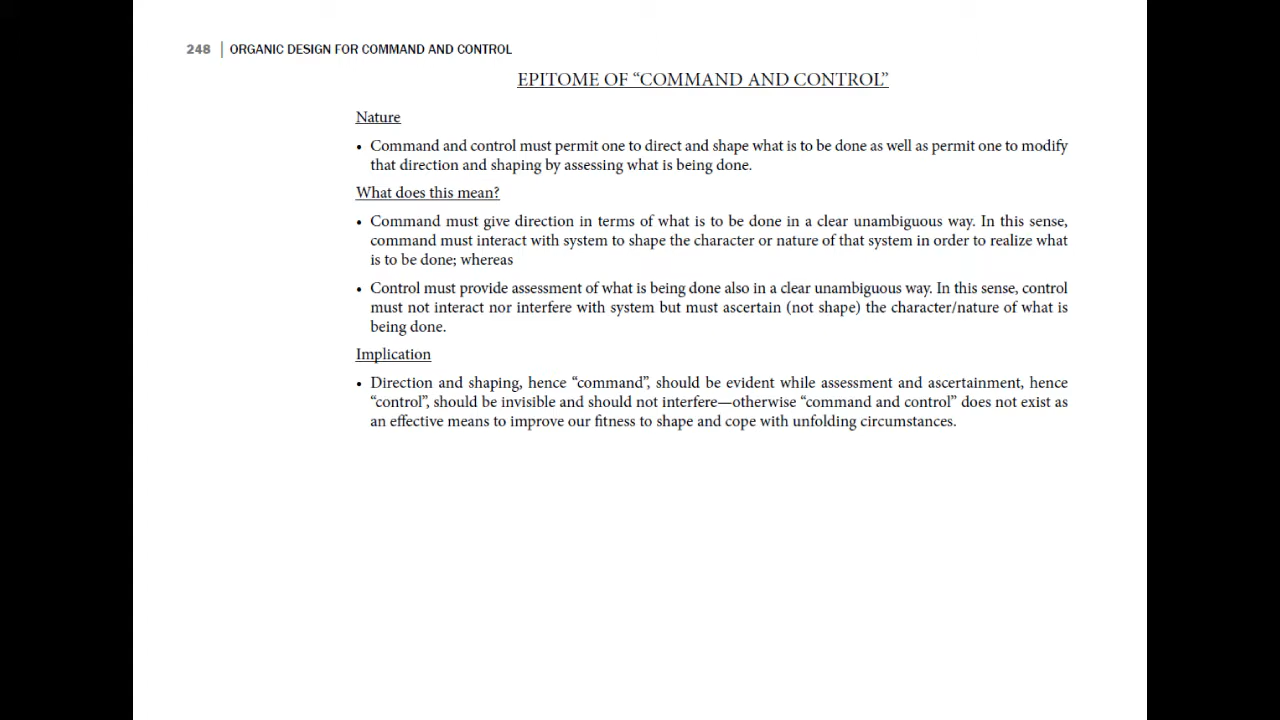 248 | ORGANIC DESIGN FOR COMMAND AND CONTROL
EPITOME OF “COMMAND AND CONTROL”
Nature
• Command and control must permit one to direct and shape what is to be done as well as permit one to modify
that direction and shaping by assessing what is being done.
What does this mean?
• Command must give direction in terms of what is to be done in a clear unambiguous way. In this sense,
command must interact with system to shape the character or nature of that system in order to realize what
is to be done; whereas
• Control must provide assessment of what is being done also in a clear unambiguous way. In this sense, control
must not interact nor interfere with system but must ascertain (not shape) the character/nature of what is
being done.
Implication
• Direction and shaping, hence “command”, should be evident while assessment and ascertainment, hence
“control”, should be invisible and should not interfere—otherwise “command and control” does not exist as
an effective means to improve our fitness to shape and cope with unfolding circumstances.